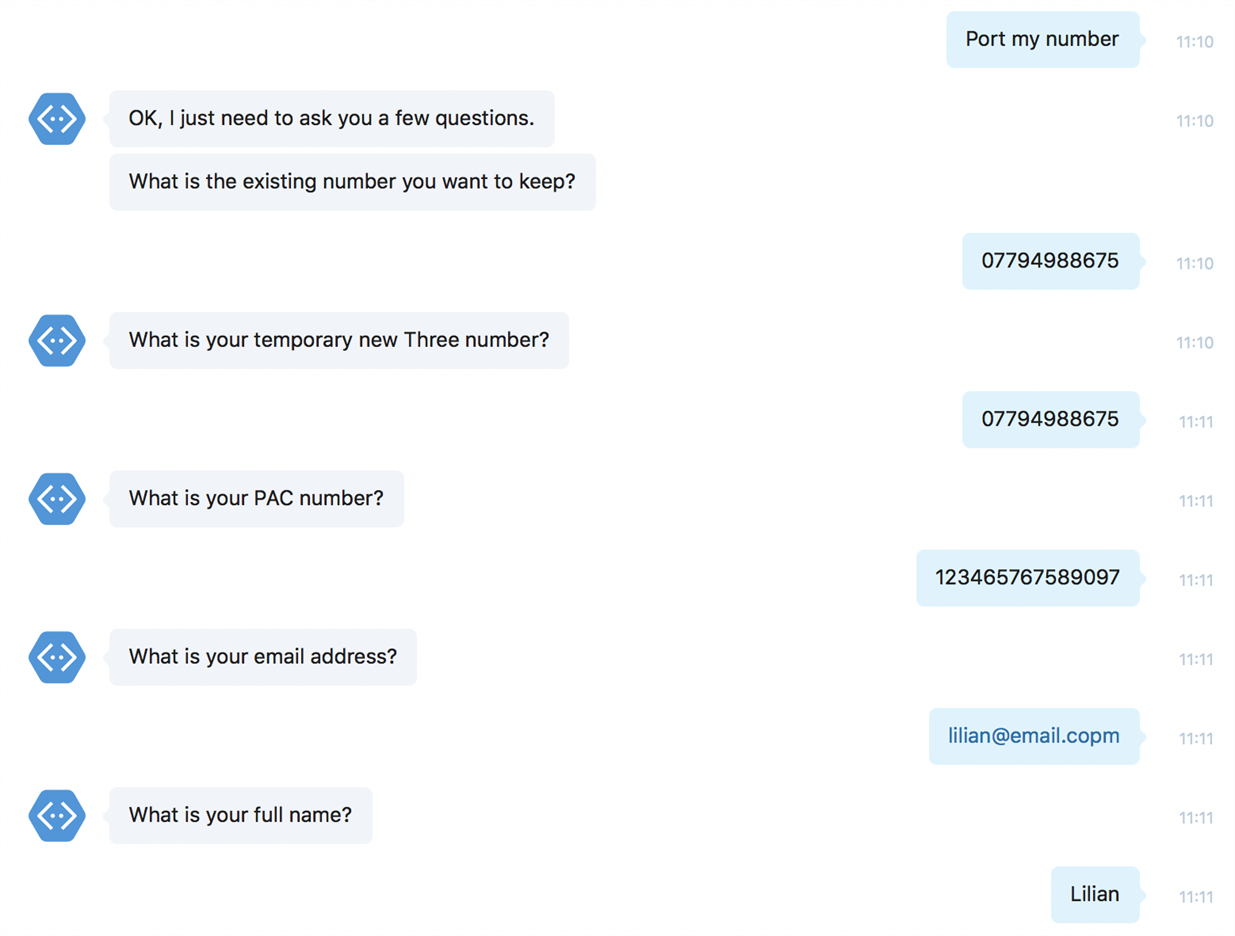 Port my number
11:10
OK, I just need to ask you a few questions.
11:10
What is the existing number you want to keep?
07794988675
11:10
What is your temporary new Three number?
11:10
07794988675
11:11
What is your PAC number?
11:11
123465767589097
11:11
What is your email address?
11:11
lilian@email.copm
11:11
What is your full name?
11:11
Lilian
11:11